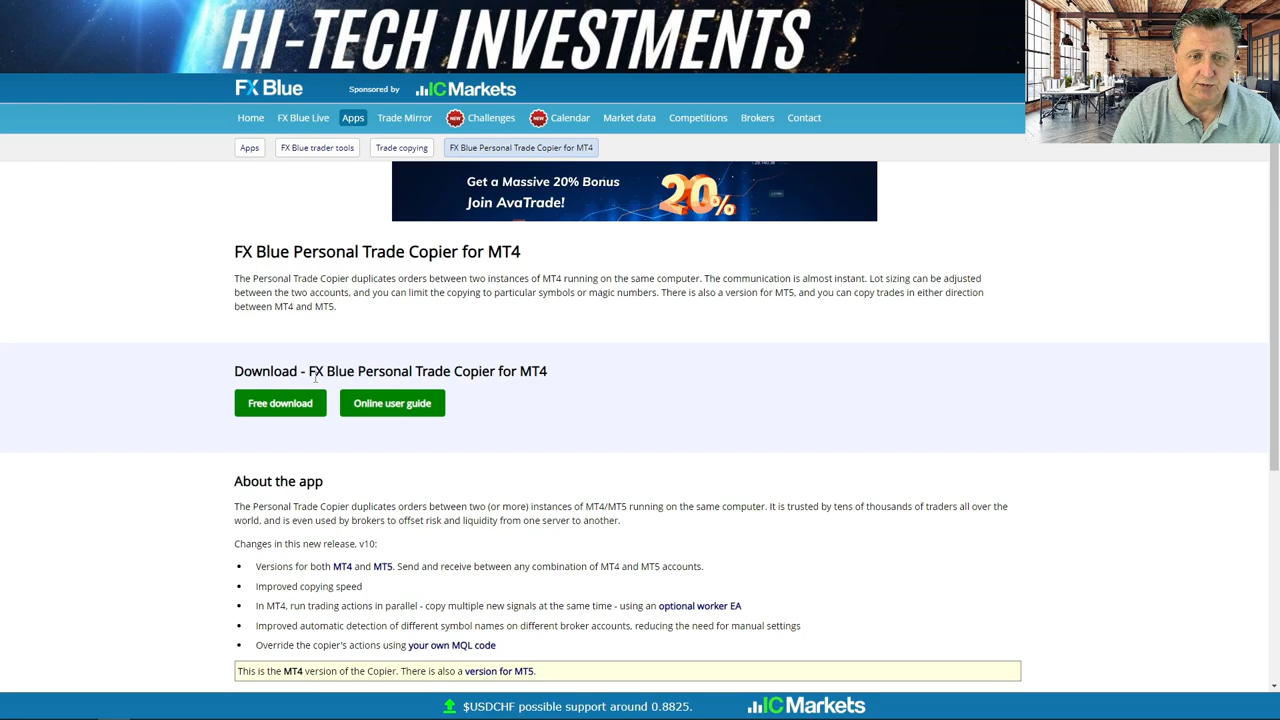 HI-TECH INVESTMENTS
FX Blue
Sponsored by
IC Markets
Home
FX Blue Live
Apps
Trade Mirror
NEW
Challenges
NEW
Calendar
Market data
Competitions
Brokers
Contact
Apps
FX Blue trader tools
Trade copying
FX Blue Personal Trade Copier for MT4
Get a Massive 20% Bonus
Join AvaTrade!
20%
FX Blue Personal Trade Copier for MT4
The Personal Trade Copier duplicates orders between two instances of MT4 running on the same computer. The communication is almost instant. Lot sizing can be adjusted
between the two accounts, and you can limit the copying to particular symbols or magic numbers. There is also a version for MT5, and you can copy trades in either direction
between MT4 and MT5.
Download - FX Blue Personal Trade Copier for MT4
Free download
Online user guide
About the app
The Personal Trade Copier duplicates orders between two (or more) instances of MT4/MT5 running on the same computer. It is trusted by tens of thousands of traders all over the
world, and is even used by brokers to offset risk and liquidity from one server to another.
Changes in this new release, v10:
• Versions for both MT4 and MT5. Send and receive between any combination of MT4 and MT5 accounts.
• Improved copying speed
• In MT4, run trading actions in parallel - copy multiple new signals at the same time - using an optional worker EA
• Improved automatic detection of different symbol names on different broker accounts, reducing the need for manual settings
• Override the copier's actions using your own MQL code
This is the MT4 version of the Copier. There is also a version for MT5.
$USDCHF possible support around 0.8825.
IC Markets